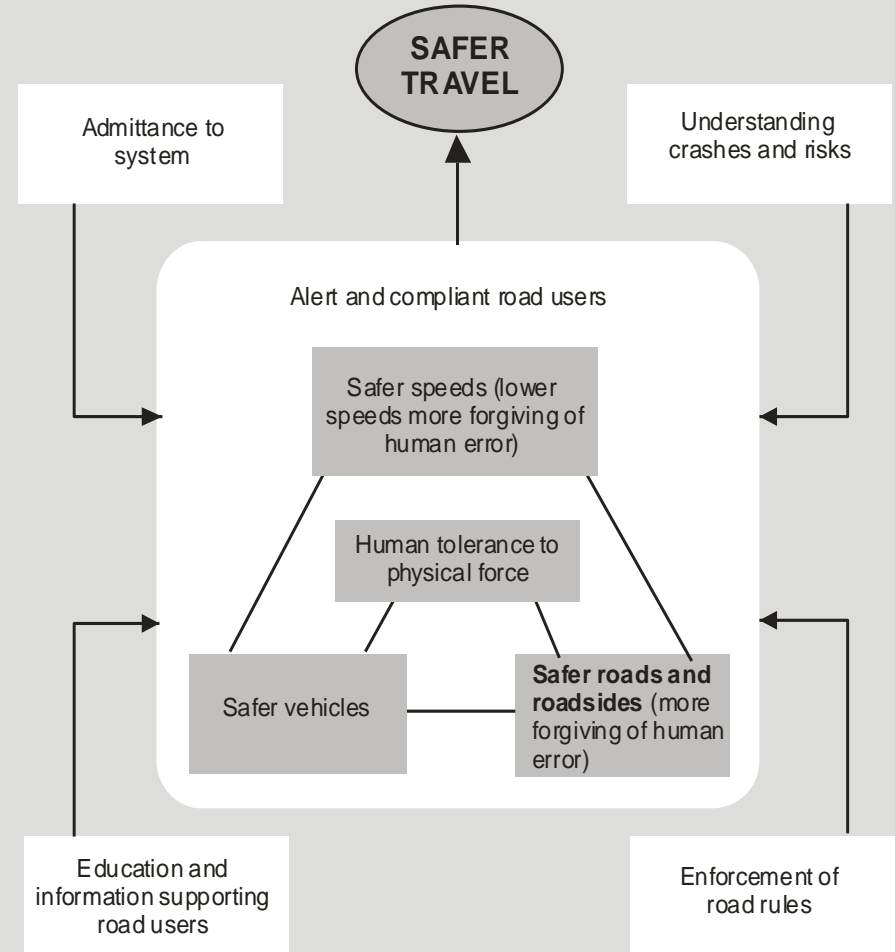 SAFER
TRAVEL
Admittance to
system
Understanding
crashes and risks
Alert and compliant road users
Safer speeds (lower
speeds more forgiving of
human error)
Human tolerance to
physical force
Safer vehicles
Safer roads and
roadsides (more
forgiving of human
error)
Education and
information supporting
road users
Enforcement of
road rules